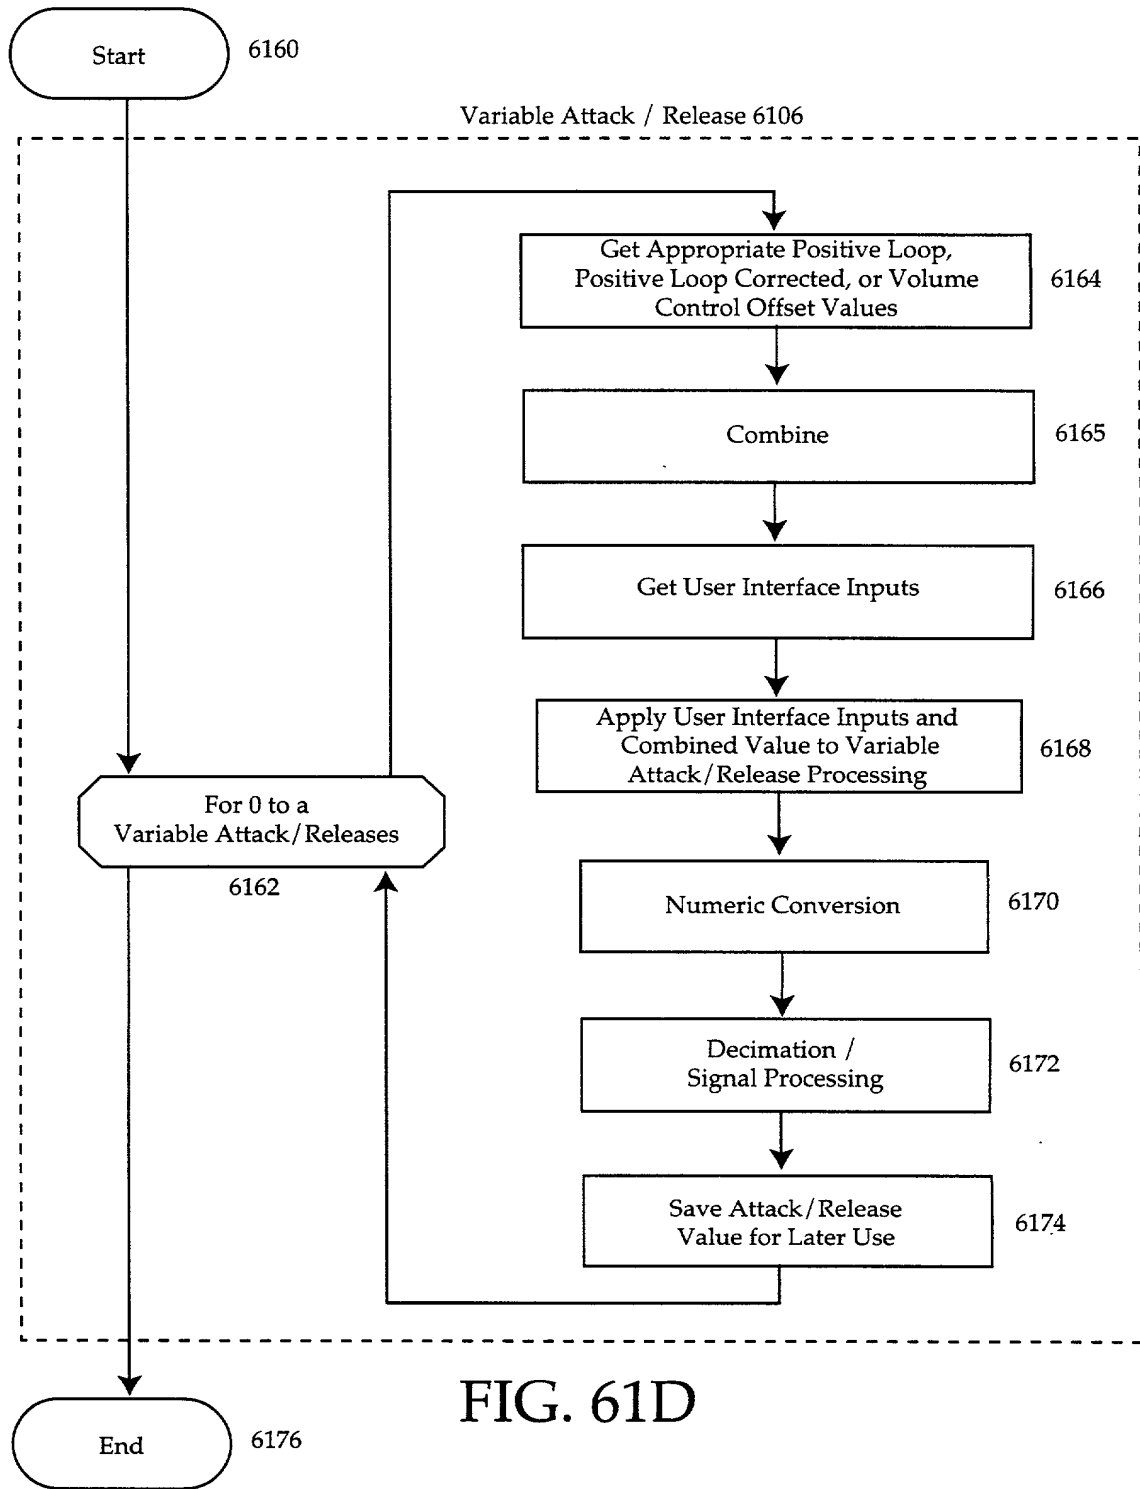 Start
6160
Variable Attack / Release 6106
Get Appropriate Positive Loop,
Positive Loop Corrected, or Volume
Control Offset Values
6164
Combine
6165
Get User Interface Inputs
6166
Apply User Interface Inputs and
Combined Value to Variable
Attack/Release Processing
6168
For 0 to a
Variable Attack/Releases
6162
Numeric Conversion
6170
Decimation /
Signal Processing
6172
Save Attack/Release
Value for Later Use
6174
FIG. 61D
End
6176